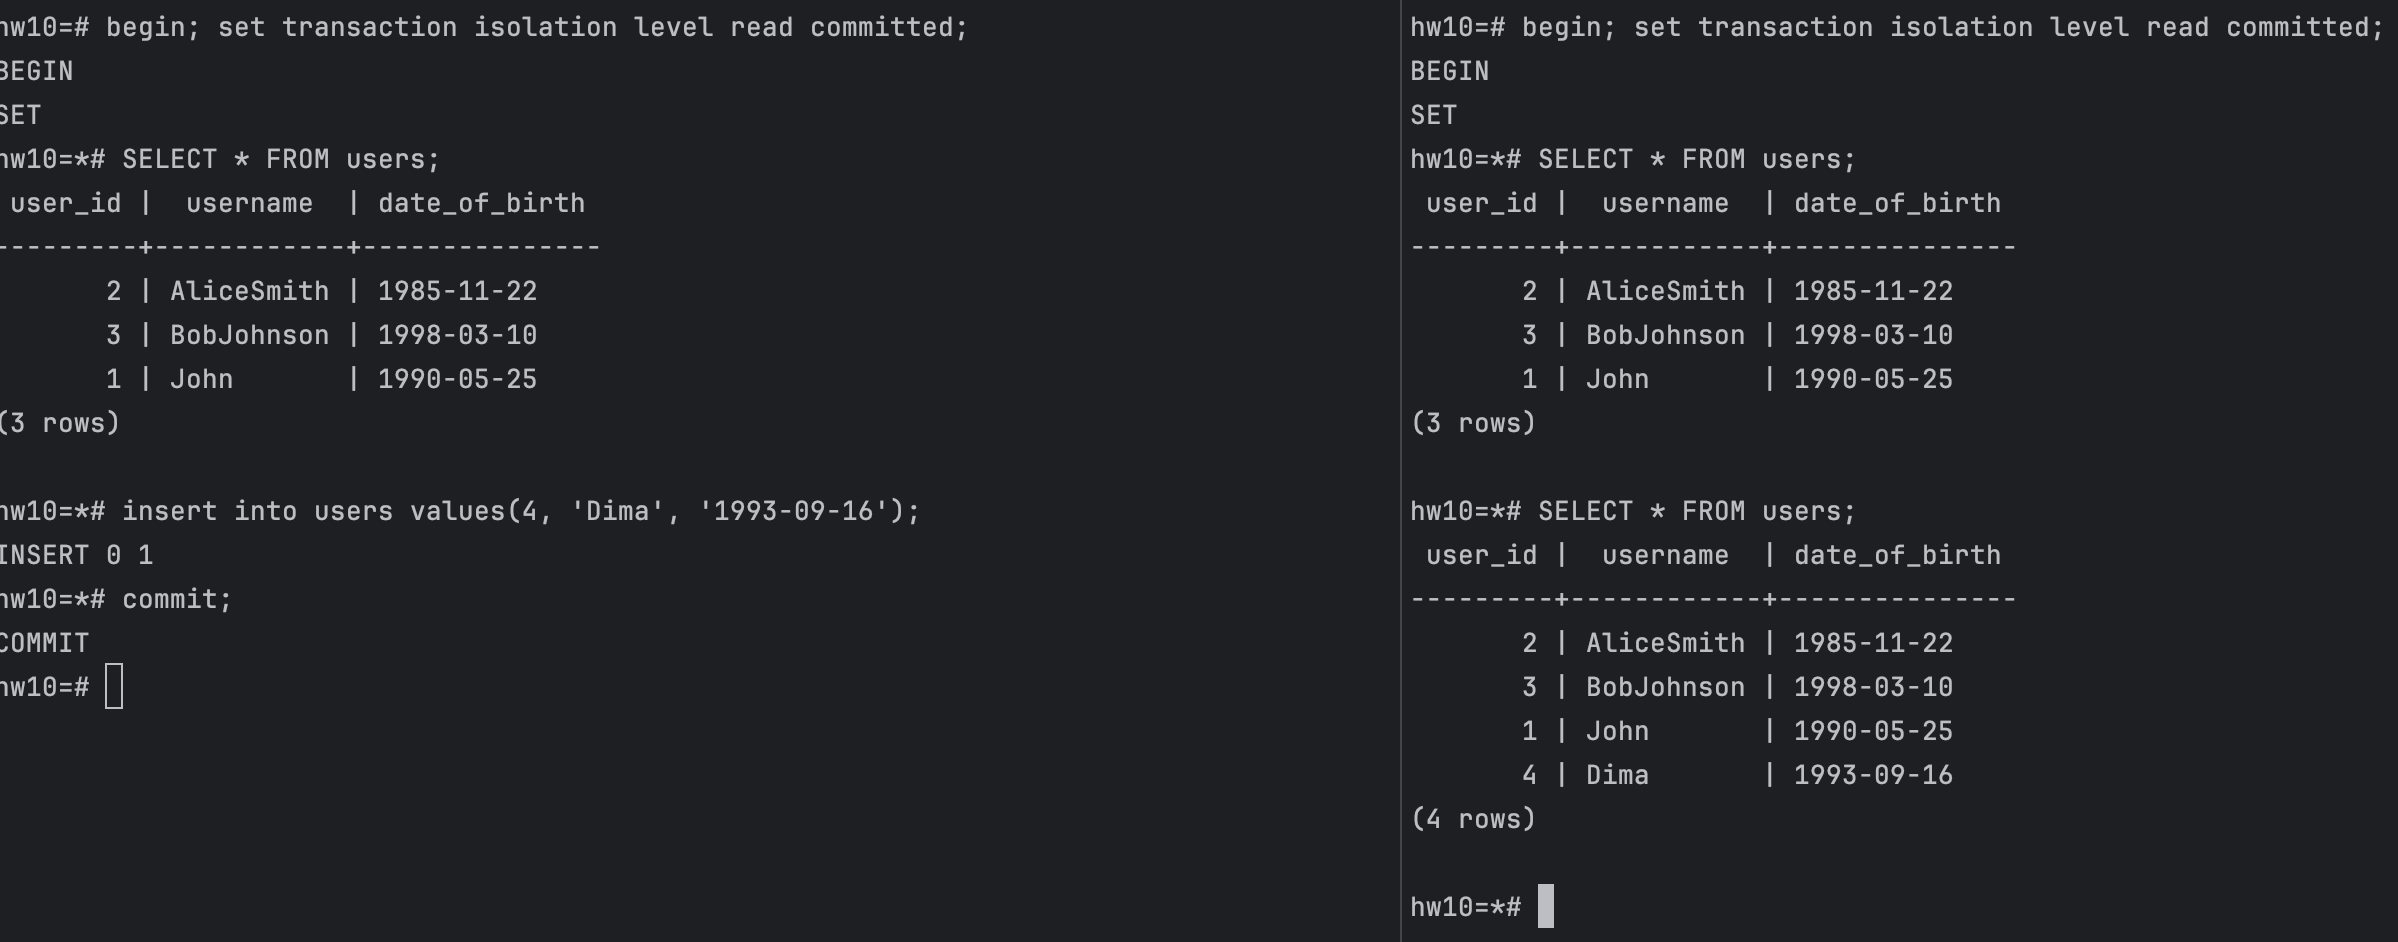 hw10=# begin; set transaction isolation level read committed;
BEGIN
SET
hw10=*# SELECT * FROM users;
 user_id |  username  | date_of_birth
---------+------------+---------------
       2 | AliceSmith | 1985-11-22
       3 | BobJohnson | 1998-03-10
       1 | John       | 1990-05-25
(3 rows)

hw10=*# insert into users values(4, 'Dima', '1993-09-16');
INSERT 0 1
hw10=*# commit;
COMMIT
hw10=#
hw10=# begin; set transaction isolation level read committed;
BEGIN
SET
hw10=*# SELECT * FROM users;
 user_id |  username  | date_of_birth
---------+------------+---------------
       2 | AliceSmith | 1985-11-22
       3 | BobJohnson | 1998-03-10
       1 | John       | 1990-05-25
(3 rows)

hw10=*# SELECT * FROM users;
 user_id |  username  | date_of_birth
---------+------------+---------------
       2 | AliceSmith | 1985-11-22
       3 | BobJohnson | 1998-03-10
       1 | John       | 1990-05-25
       4 | Dima       | 1993-09-16
(4 rows)

hw10=*#